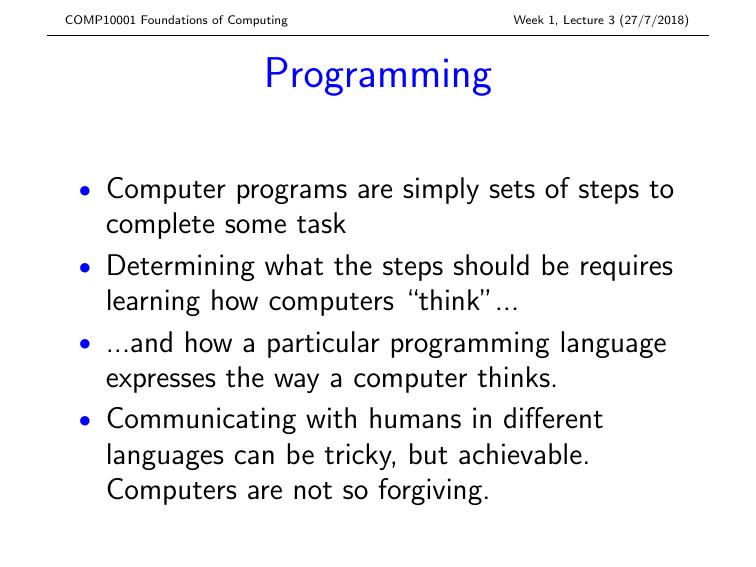 COMP10001 Foundations of Computing
Week 1, Lecture 3 (27/7/2018)
Programming
• Computer programs are simply sets of steps to
complete some task
• Determining what the steps should be requires
learning how computers “think”...
• ...and how a particular programming language
expresses the way a computer thinks.
• Communicating with humans in different
languages can be tricky, but achievable.
Computers are not so forgiving.